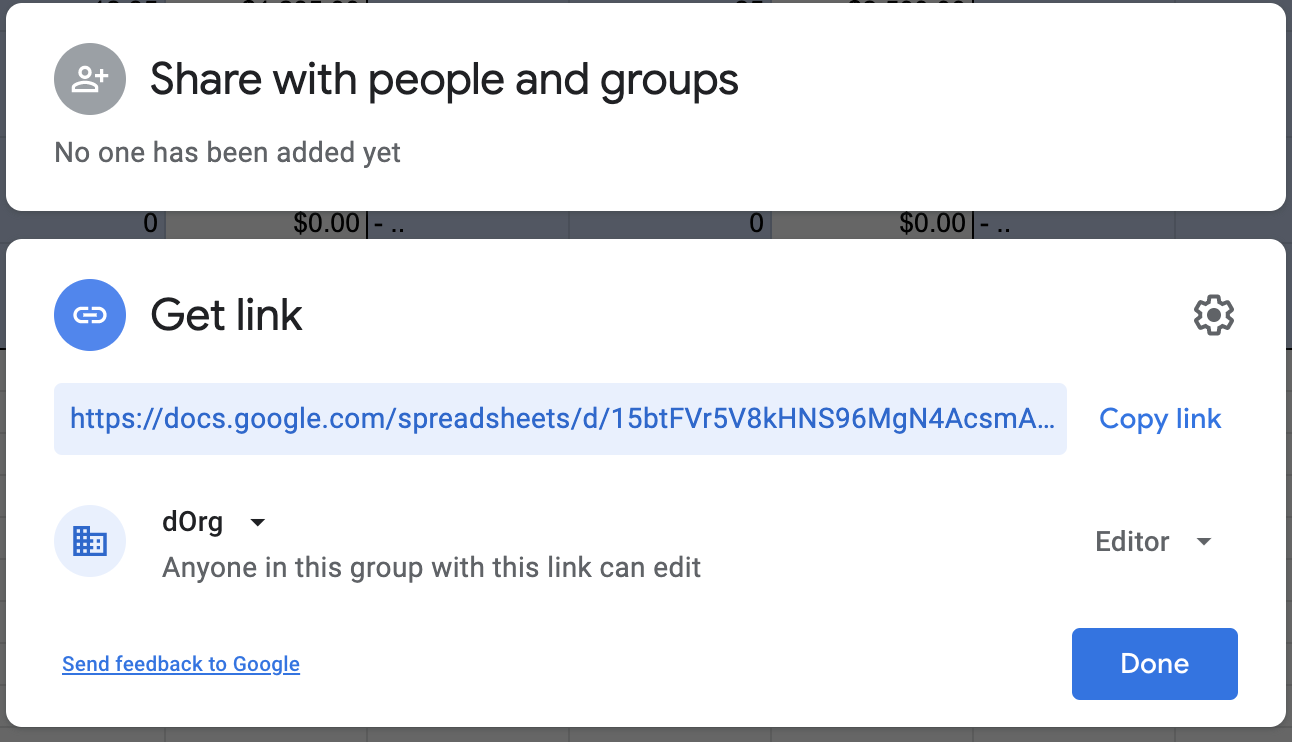 Share with people and groups
No one has been added yet
0 $0.00 - .. 0 $0.00 - ..
Get link
https://docs.google.com/spreadsheets/d/15btFVr5V8kHNS96MgN4AcsmA... Copy link
dOrg
Anyone in this group with this link can edit
Editor
Send feedback to Google
Done